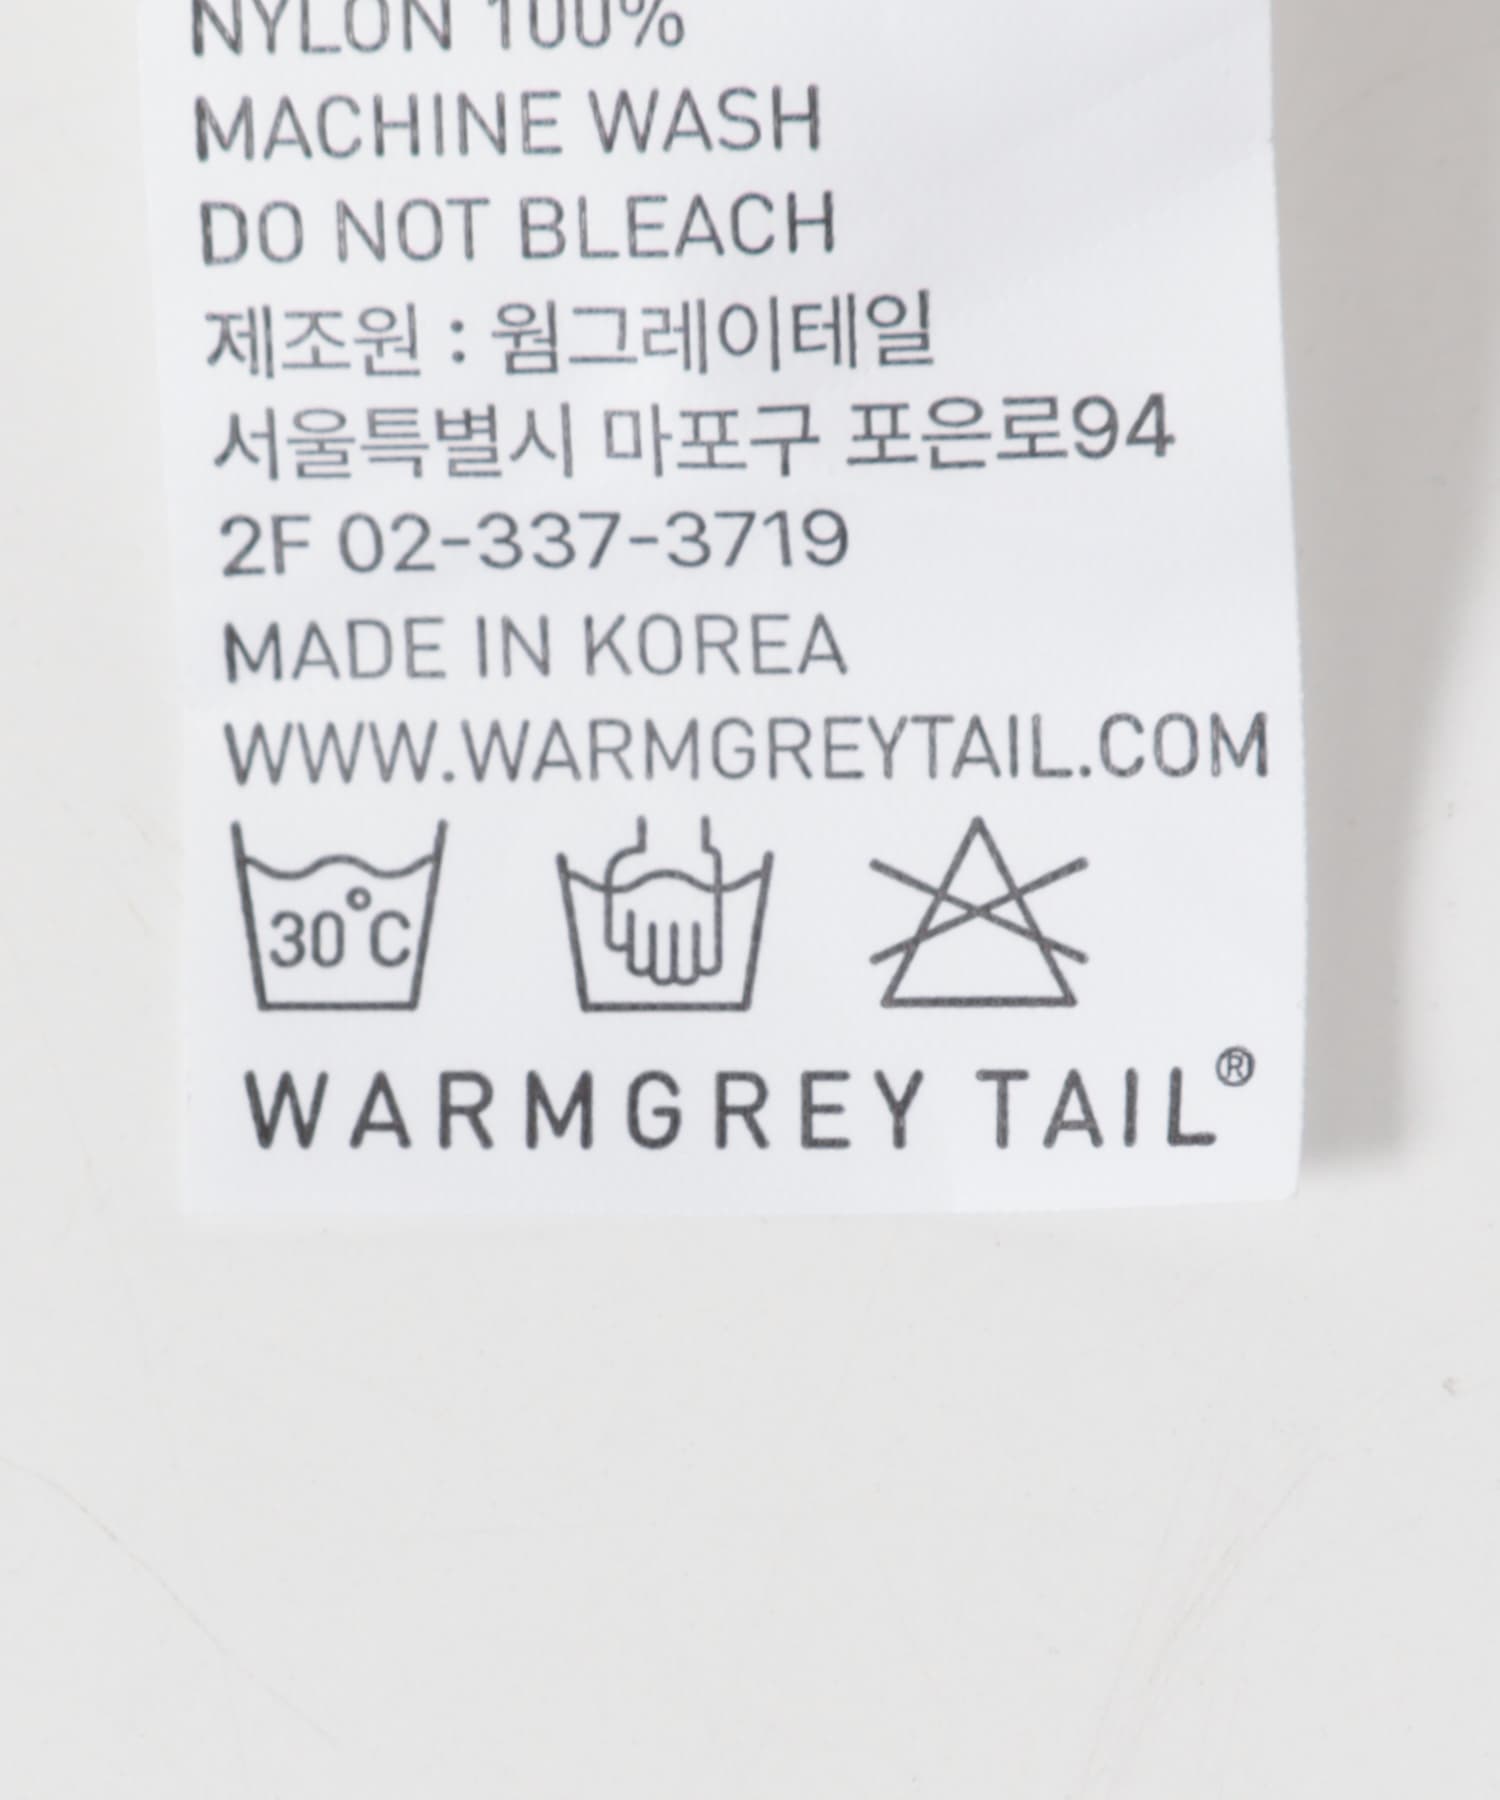 NYLON 100%
MACHINE WASH
DO NOT BLEACH
제조원 : 웜그레이테일
서울특별시 마포구 포은로94
2F 02-337-3719
MADE IN KOREA
WWW.WARMGREYTAIL.COM
30°C
WARMGREY TAIL®